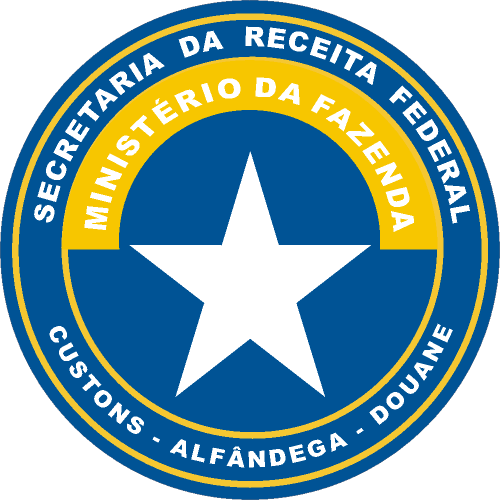 SECRETARIA DA RECEITA FEDERAL
MINISTÉRIO DA FAZENDA
CUSTONS - ALFÂNDEGA - DOUANE